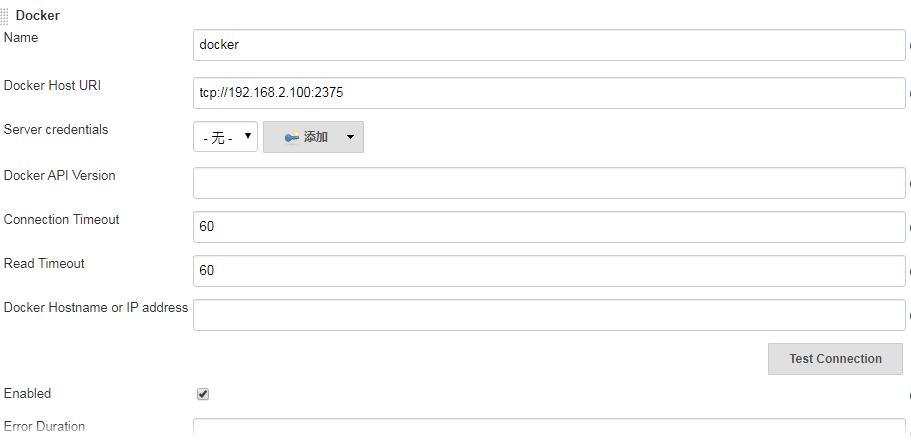 Docker
Name
docker
Docker Host URI
tcp://192.168.2.100:2375
Server credentials
- 无 -
添加
Docker API Version
Connection Timeout
60
Read Timeout
60
Docker Hostname or IP address
Test Connection
Enabled
Error Duration